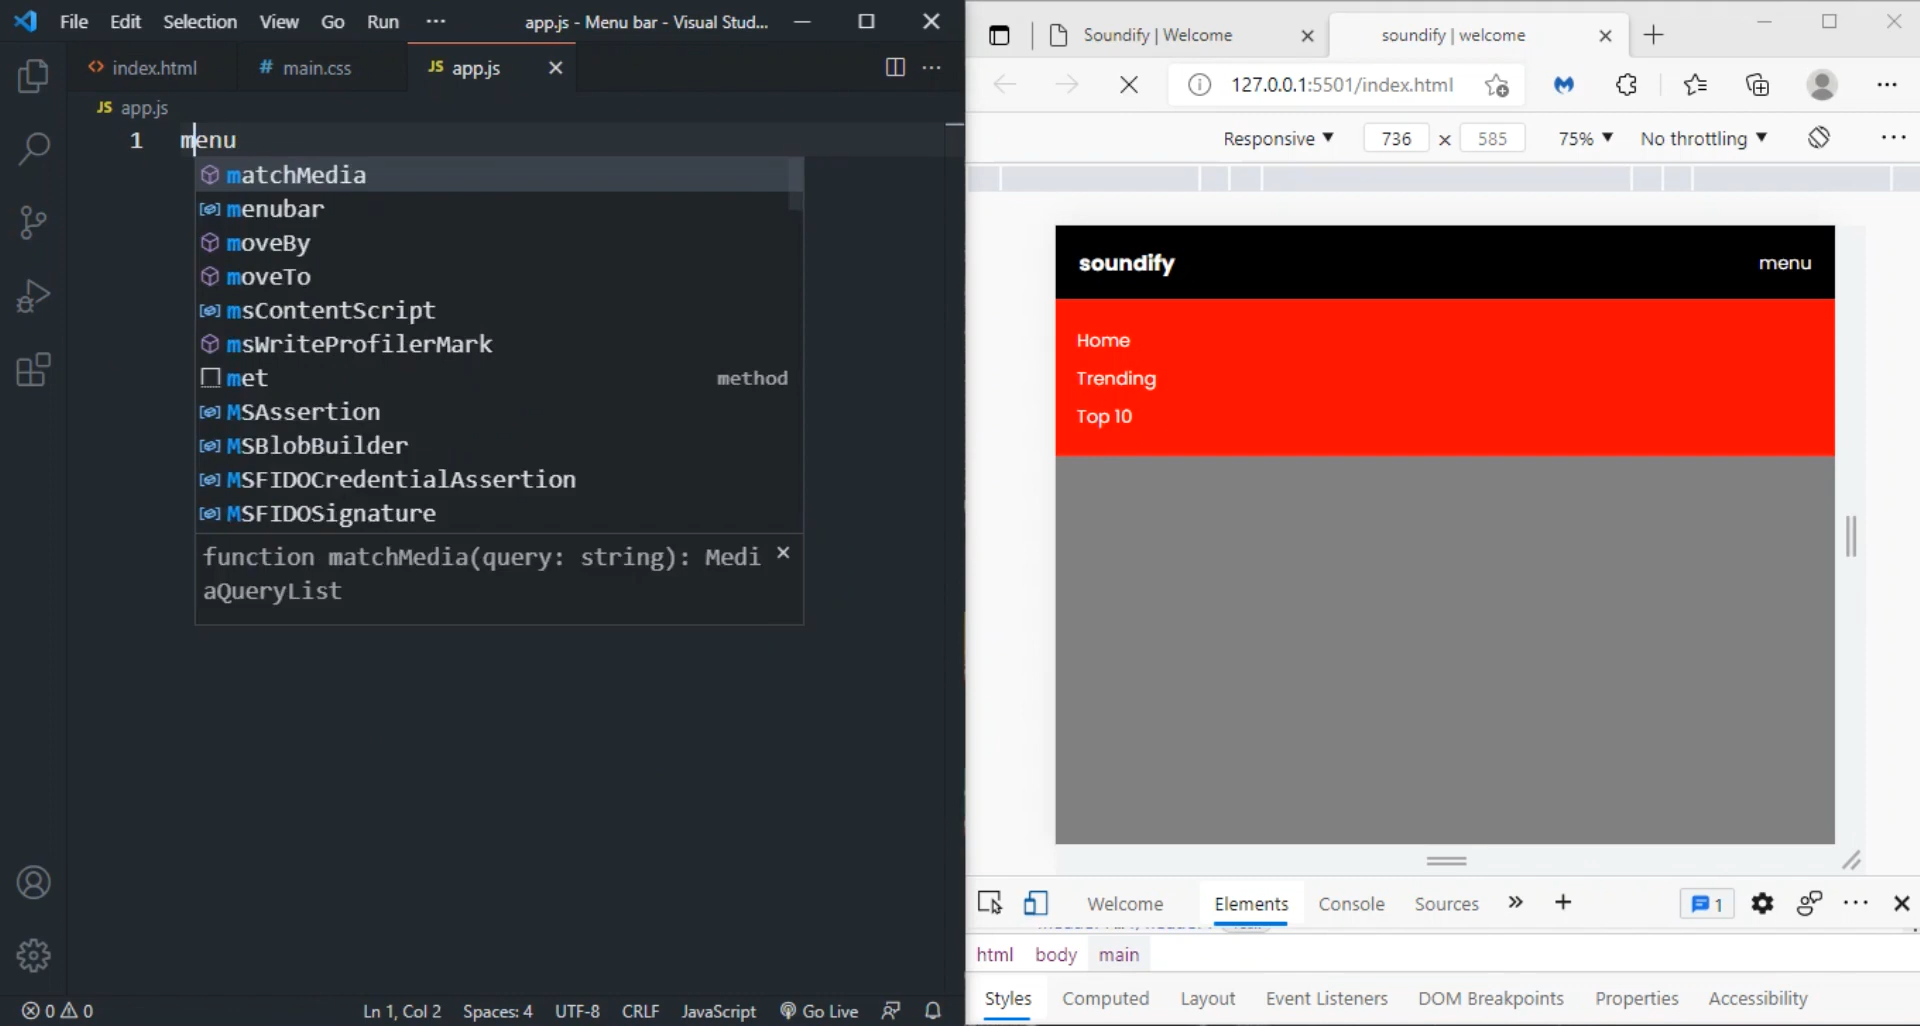 File Edit Selection View Go Run ··· app.js - Menu bar - Visual Stud...
index.html # main.css JS app.js
JS app.js
1 menu
matchMedia
menubar
moveBy
moveTo
msContentScript
msWriteProfilerMark
met method
MSAssertion
MSBlobBuilder
MSFIDOCredentialAssertion
MSFIDOSignature
function matchMedia(query: string): Medi
aQueryList
0 0 Ln 1, Col 2 Spaces: 4 UTF-8 CRLF JavaScript Go Live
Soundify | Welcome soundify | welcome
127.0.0.1:5501/index.html
Responsive 736 x 585 75% No throttling
soundify menu
Home
Trending
Top 10
Welcome Elements Console Sources 1
html body main
Styles Computed Layout Event Listeners DOM Breakpoints Properties Accessibility